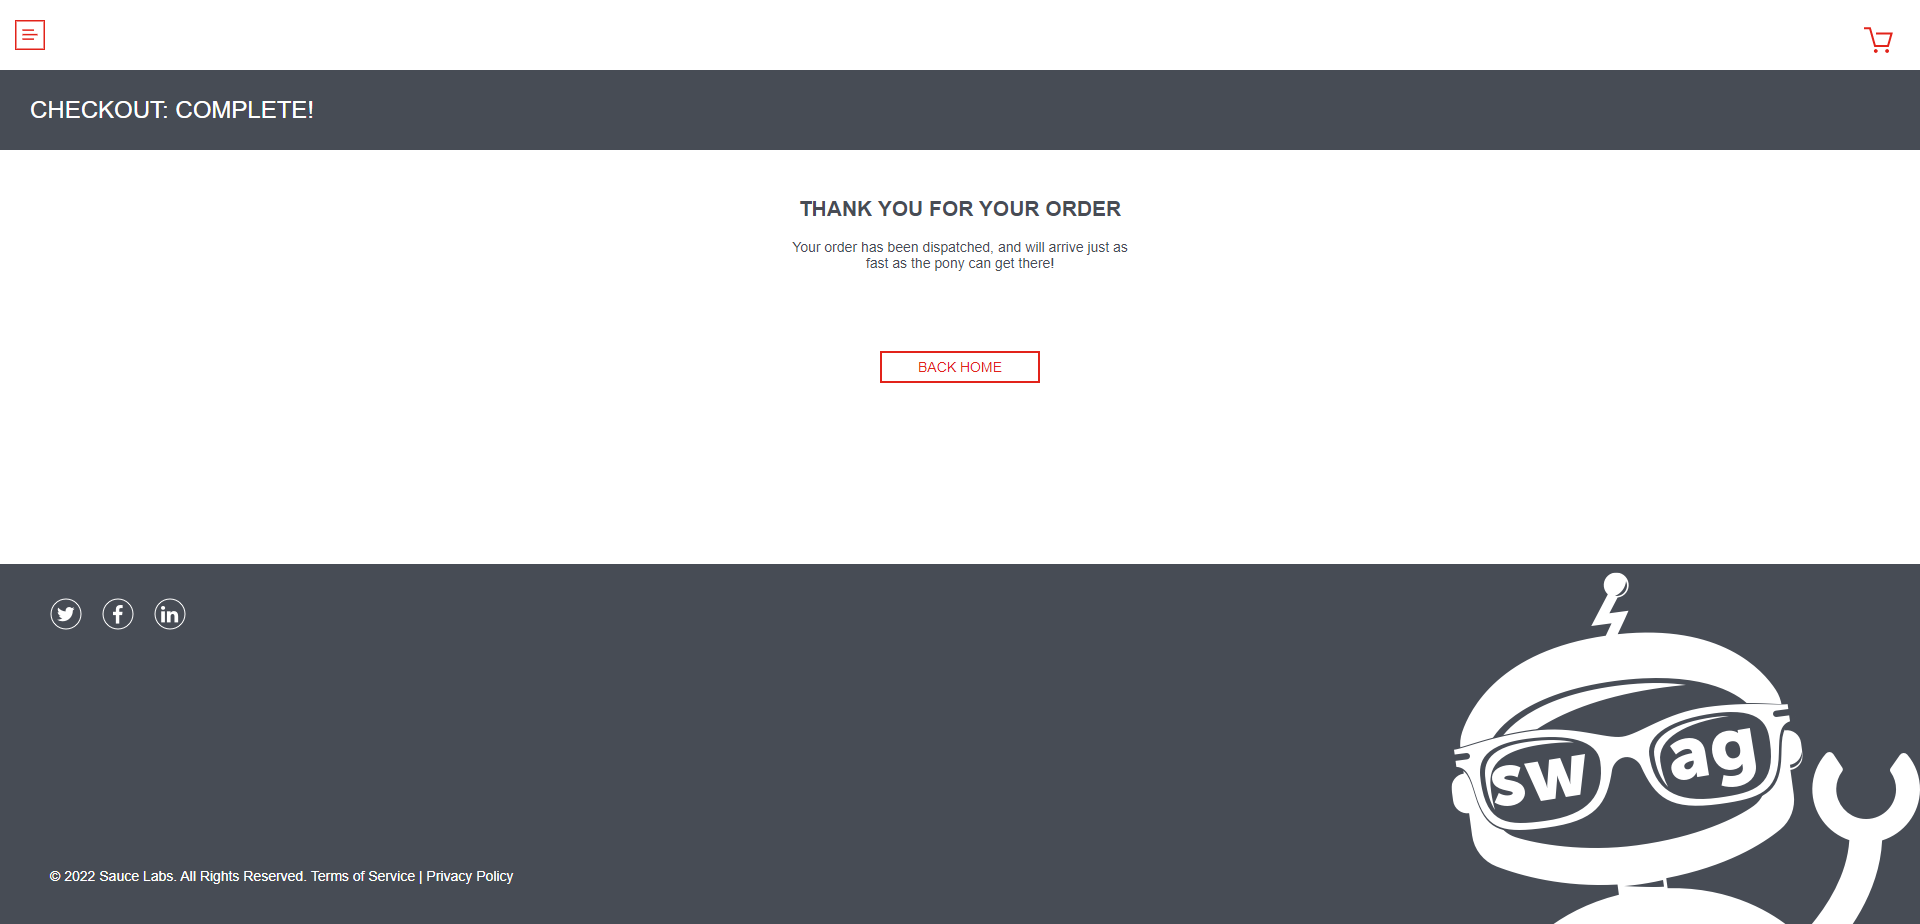 CHECKOUT: COMPLETE!
THANK YOU FOR YOUR ORDER
Your order has been dispatched, and will arrive just as
fast as the pony can get there!
BACK HOME
sw ag
© 2022 Sauce Labs. All Rights Reserved. Terms of Service | Privacy Policy